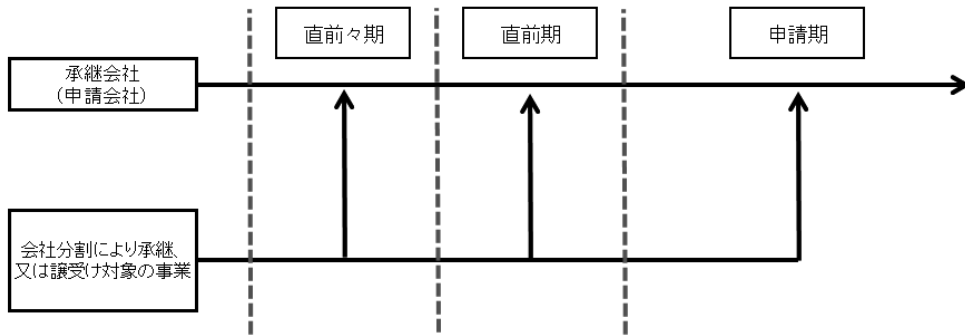 直前々期
直前期
申請期
承継会社
(申請会社)
会社分割により承継、
又は譲受け対象の事業